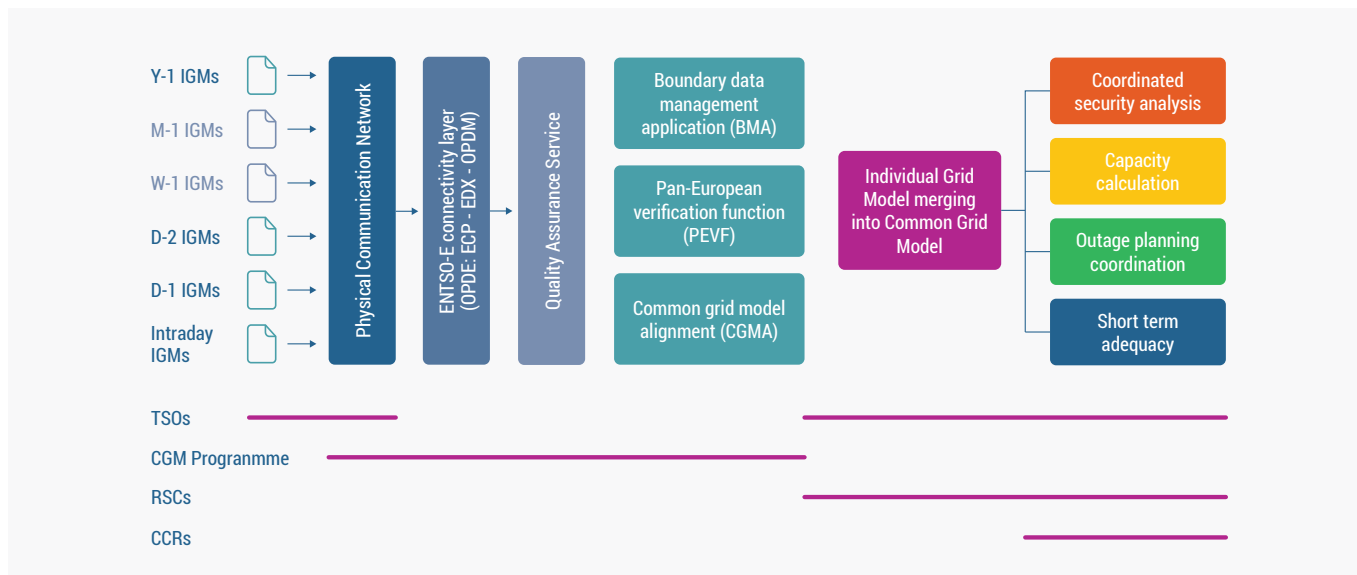 Y-1 IGMs
M-1 IGMs
W-1 IGMs
D-2 IGMs
D-1 IGMs
Intraday
IGMs
Physical Communication Network
ENTSO-E connectivity layer
(OPDE: ECP - EDX - OPDM)
Quality Assurance Service
Boundary data
management
application (BMA)
Pan-European
verification function
(PEVF)
Common grid model
alignment (CGMA)
Individual Grid
Model merging
into Common Grid
Model
Coordinated
security analysis
Capacity
calculation
Outage planning
coordination
Short term
adequacy
TSOs
CGM Programmme
RSCs
CCRs